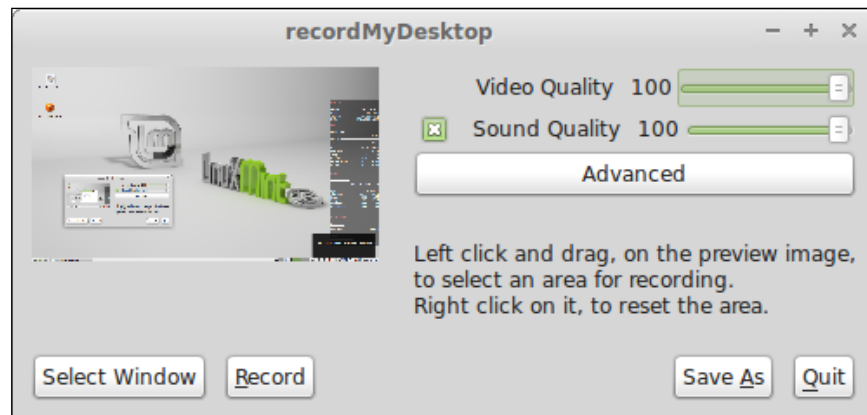 recordMyDesktop
Video Quality 100
Sound Quality 100
Advanced
Left click and drag, on the preview image,
to select an area for recording.
Right click on it, to reset the area.
Select Window
Record
Save As
Quit